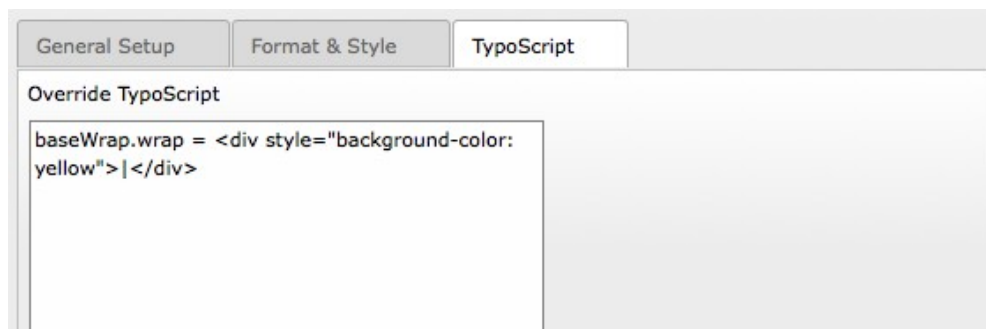 General Setup Format & Style TypoScript
Override TypoScript
baseWrap.wrap = <div style="background-color:
yellow">|</div>